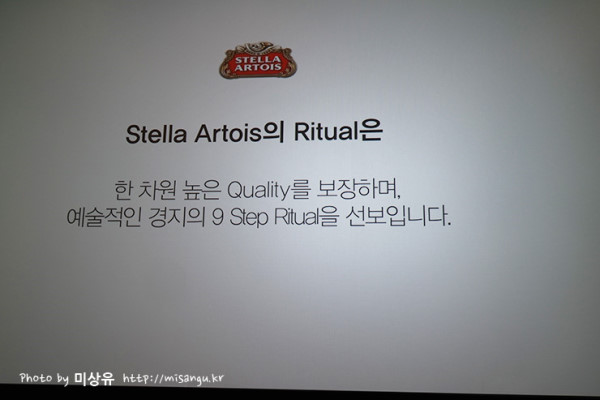 STELLA
ARTOIS
Stella Artois의 Ritual은
한 차원 높은 Quality를 보장하며,
예술적인 경지의 9 Step Ritual을 선보입니다.
Photo by 미상유 http://misangu.kr